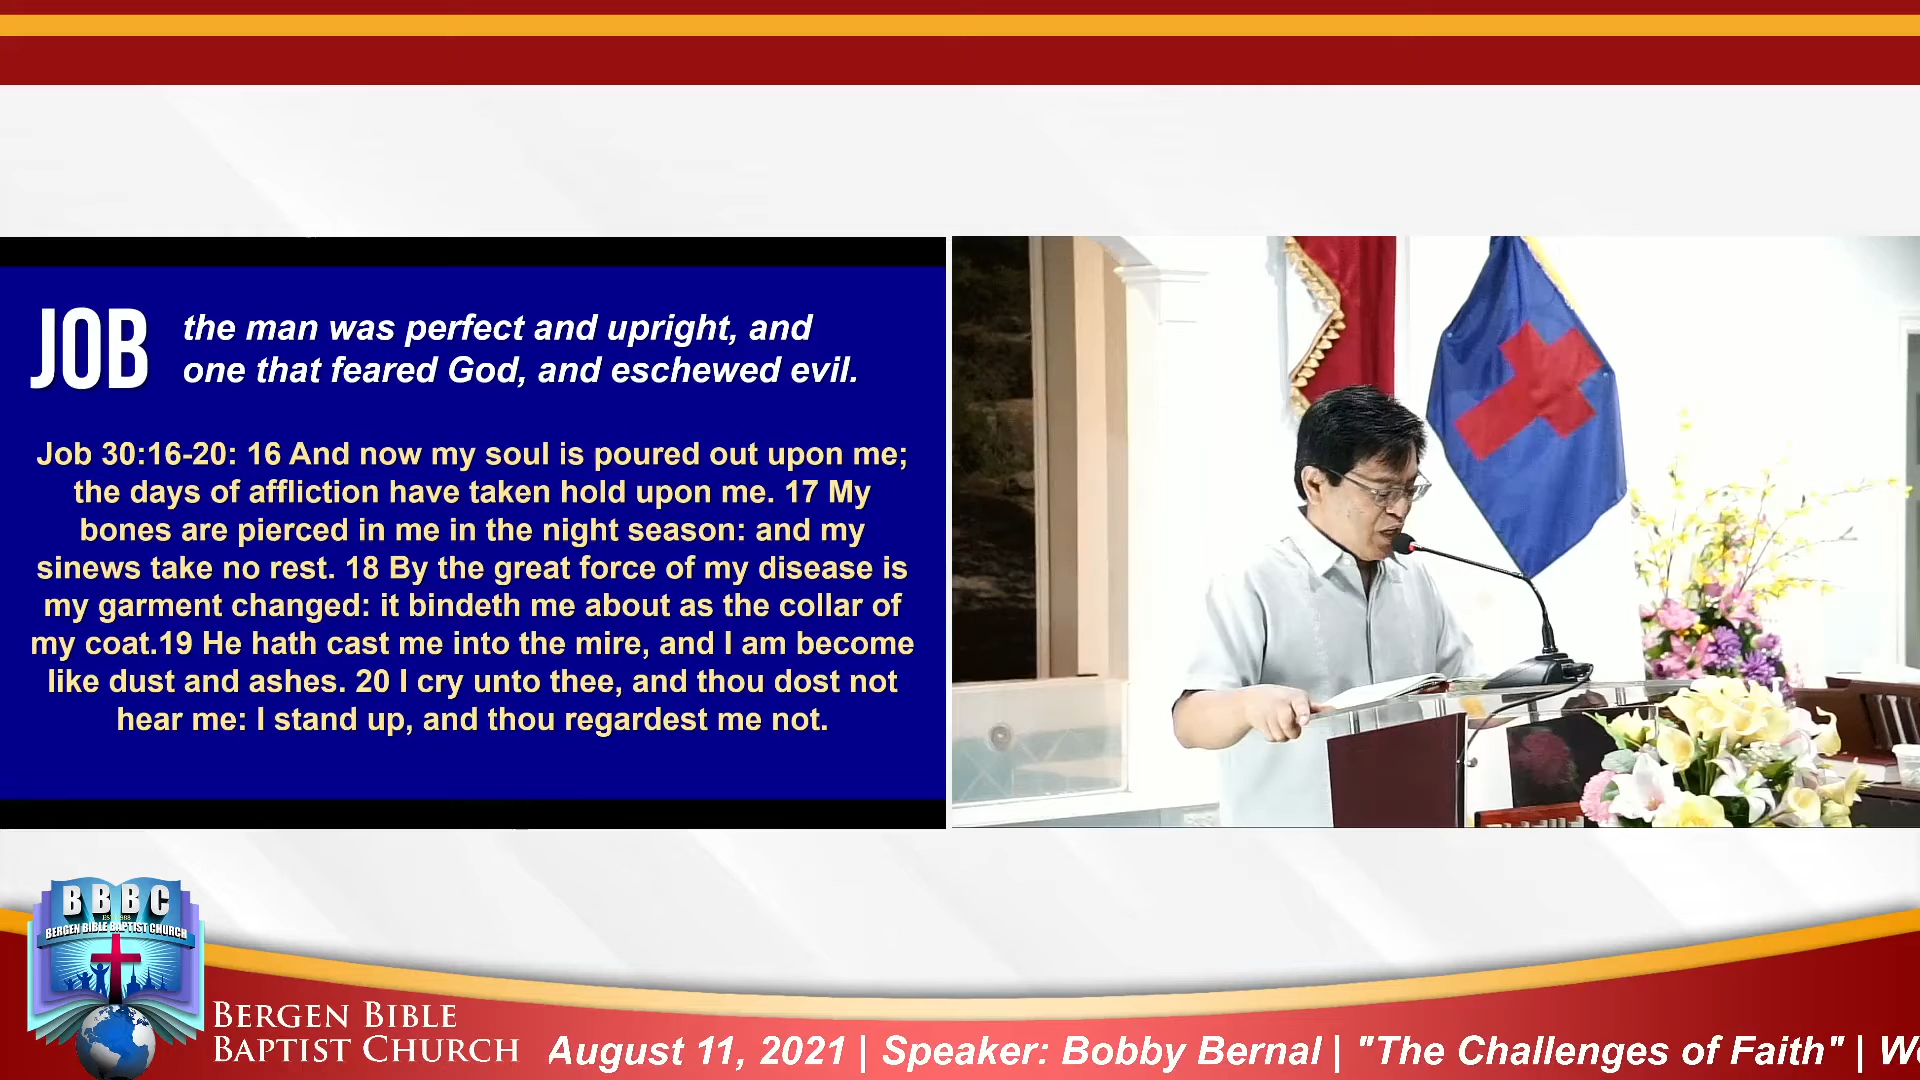 JOB
the man was perfect and upright, and
one that feared God, and eschewed evil.
Job 30:16-20: 16 And now my soul is poured out upon me;
the days of affliction have taken hold upon me. 17 My
bones are pierced in me in the night season: and my
sinews take no rest. 18 By the great force of my disease is
my garment changed: it bindeth me about as the collar of
my coat.19 He hath cast me into the mire, and I am become
like dust and ashes. 20 I cry unto thee, and thou dost not
hear me: I stand up, and thou regardest me not.
BBBC
BERGEN BIBLE BAPTIST CHURCH
BERGEN BIBLE
BAPTIST CHURCH
August 11, 2021 | Speaker: Bobby Bernal | "The Challenges of Faith" |